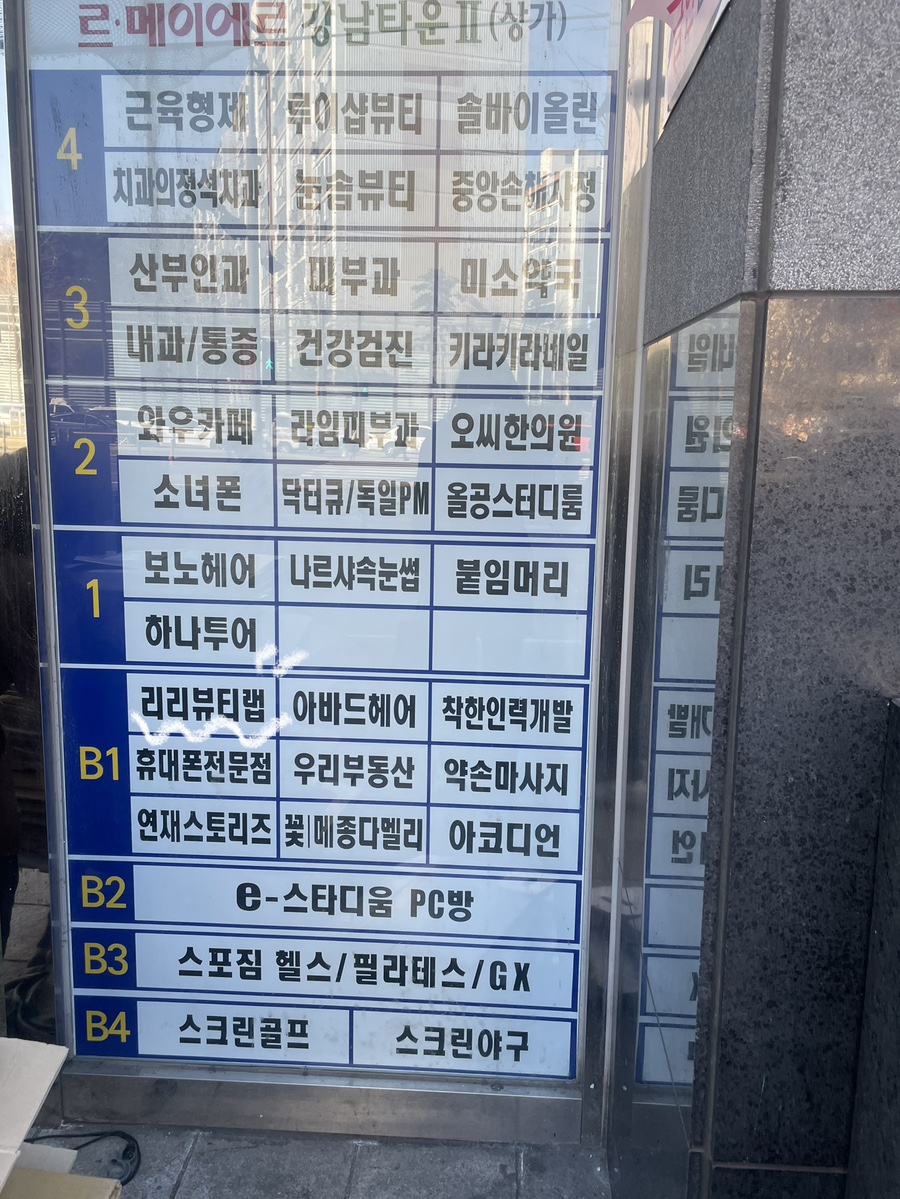 르·메이에르 강남타운Ⅱ(상가)
4
근육형제 루이샵뷰티 솔바이올린
치과의정석치과 눈솜뷰티 중앙손해사정
3
산부인과 피부과 미소약국
내과/통증 건강검진 키라키라네일
2
와우카페 라임피부과 오씨한의원
소녀폰 닥터큐/독일PM 올공스터디룸
1
보노헤어 나르샤속눈썹 붙임머리
하나투어
B1
리리뷰티랩 아바드헤어 착한인력개발
휴대폰전문점 우리부동산 약손마사지
연재스토리즈 꽃|메종다멜리 아코디언
B2
e-스타디움 PC방
B3
스포짐 헬스/필라테스/GX
B4
스크린골프 스크린야구